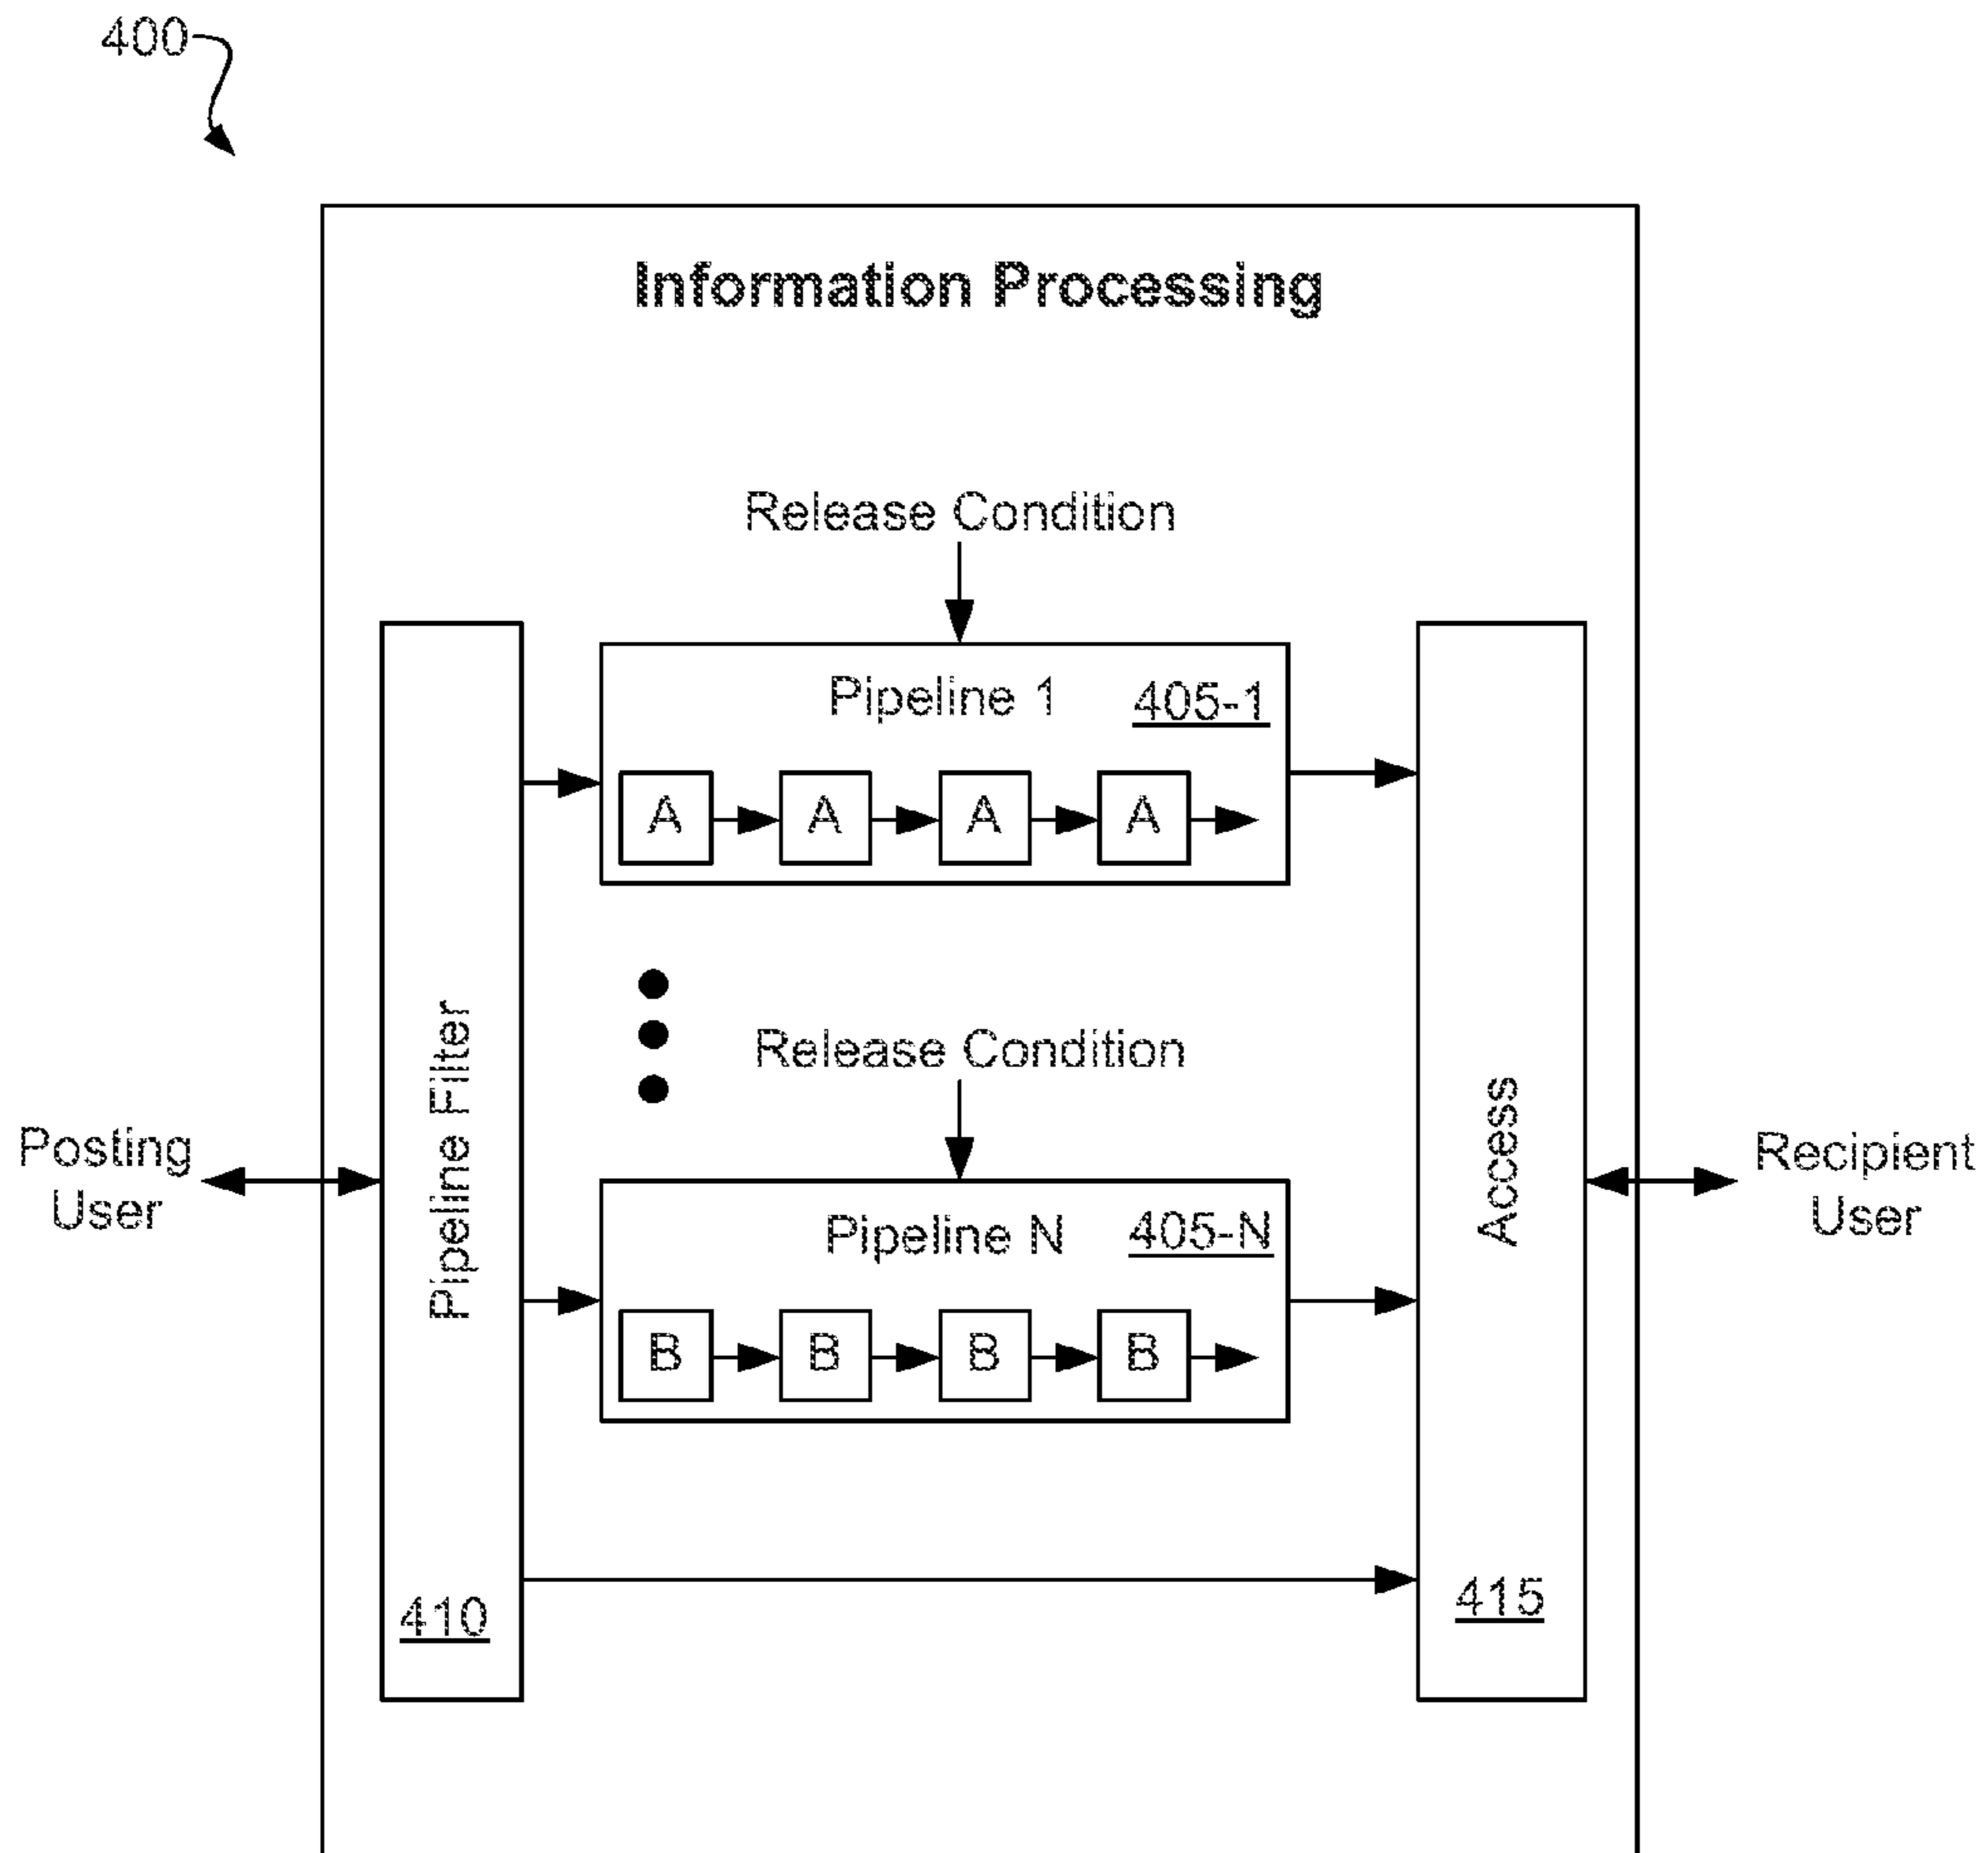 400
Information Processing
Release Condition
Pipeline 1
405-1
A
A
A
A
Pipeline Filter
410
Release Condition
Posting
User
Pipeline N
405-N
B
B
B
B
Access
415
Recipient
User